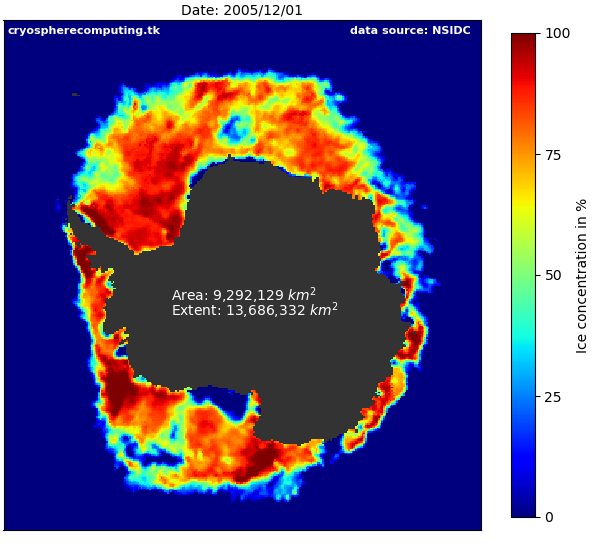 Date: 2005/12/01
cryospherecomputing.tk
data source: NSIDC
Area: 9,292,129 km²
Extent: 13,686,332 km²
100
75
50
25
0
Ice concentration in %